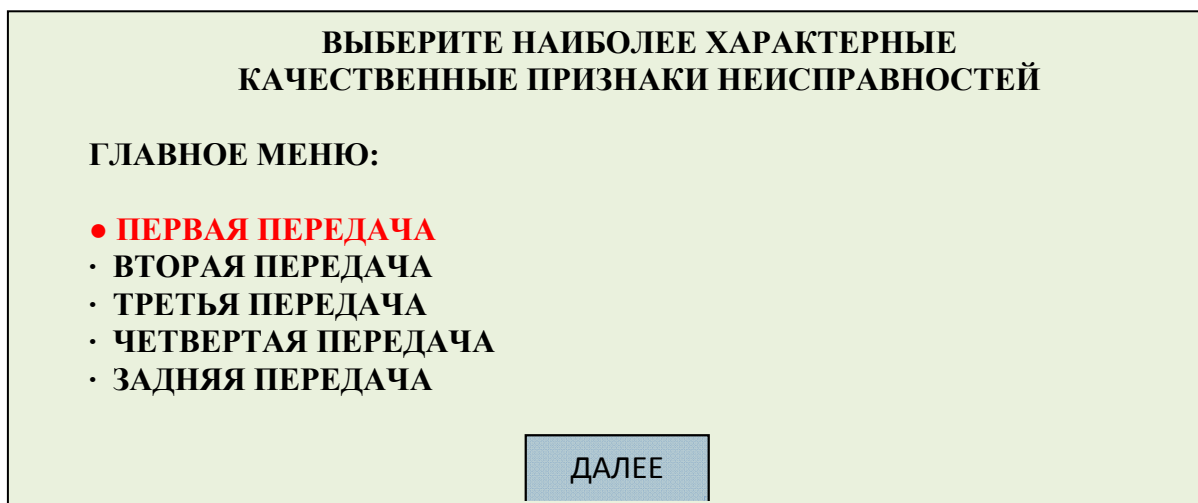 ВЫБЕРИТЕ НАИБОЛЕЕ ХАРАКТЕРНЫЕ
КАЧЕСТВЕННЫЕ ПРИЗНАКИ НЕИСПРАВНОСТЕЙ
ГЛАВНОЕ МЕНЮ:
● ПЕРВАЯ ПЕРЕДАЧА
· ВТОРАЯ ПЕРЕДАЧА
· ТРЕТЬЯ ПЕРЕДАЧА
· ЧЕТВЕРТАЯ ПЕРЕДАЧА
· ЗАДНЯЯ ПЕРЕДАЧА
ДАЛЕЕ